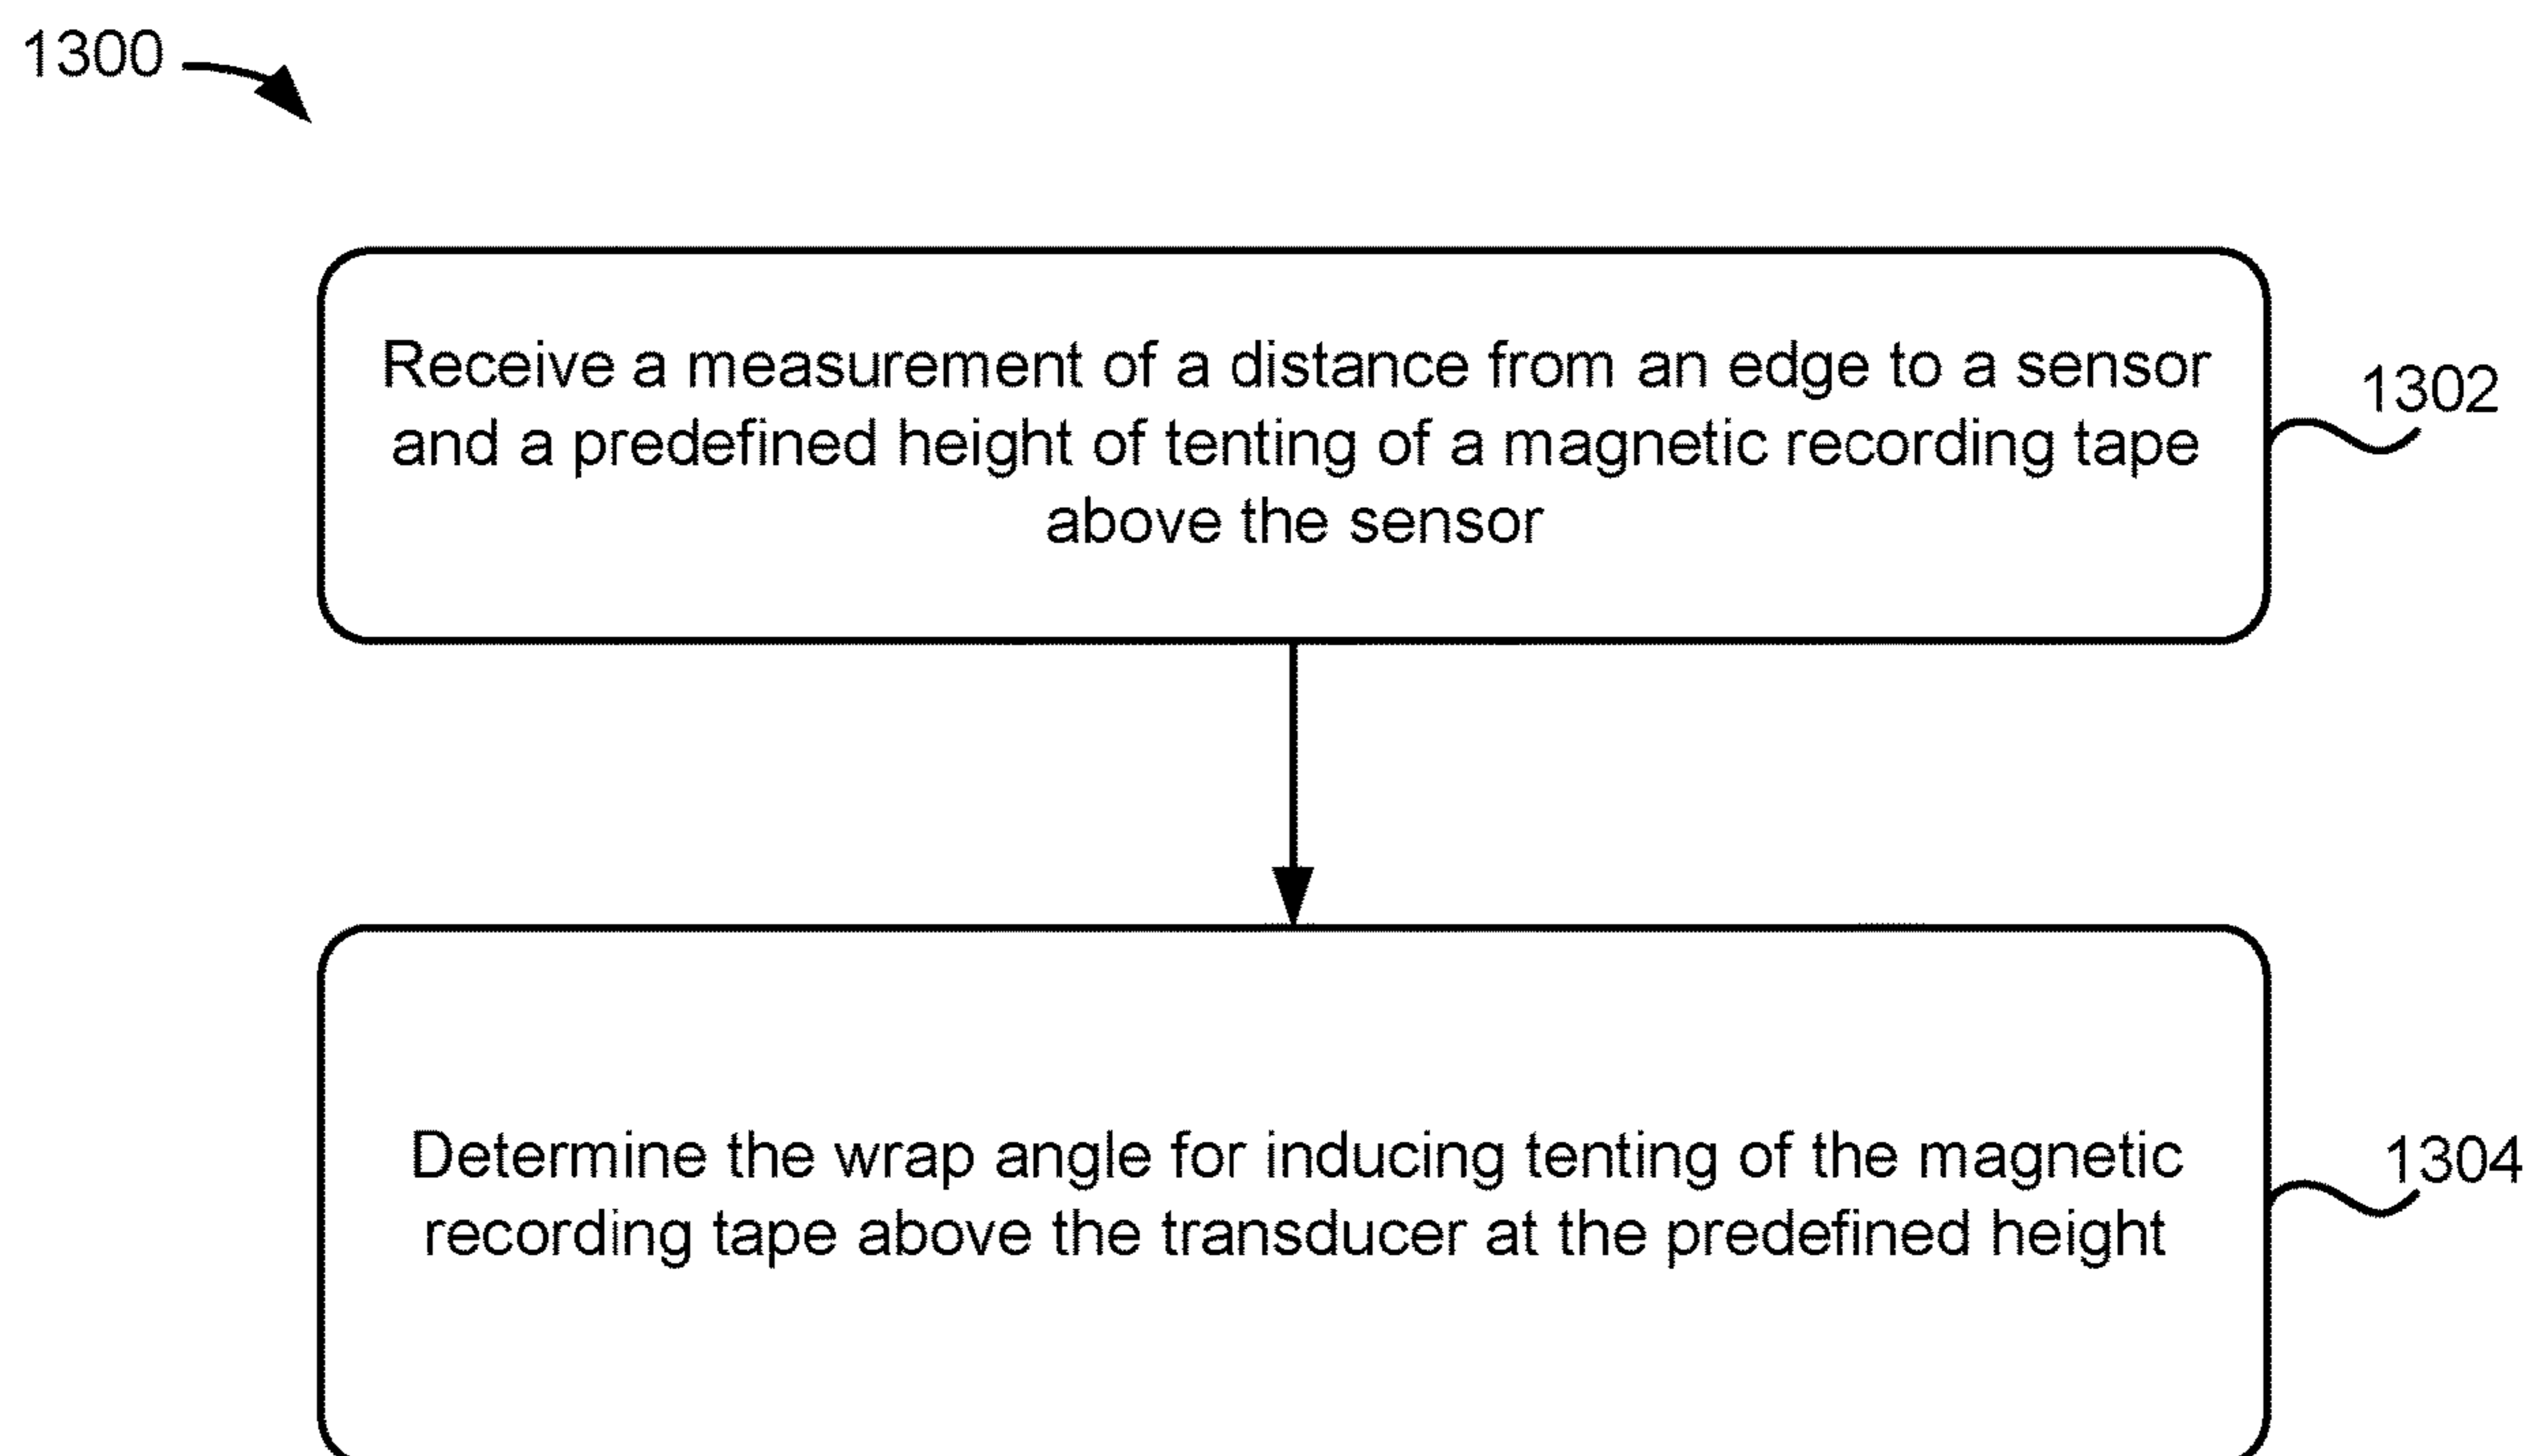 1300
Receive a measurement of a distance from an edge to a sensor
and a predefined height of tenting of a magnetic recording tape
above the sensor
1302
Determine the wrap angle for inducing tenting of the magnetic
recording tape above the transducer at the predefined height
1304